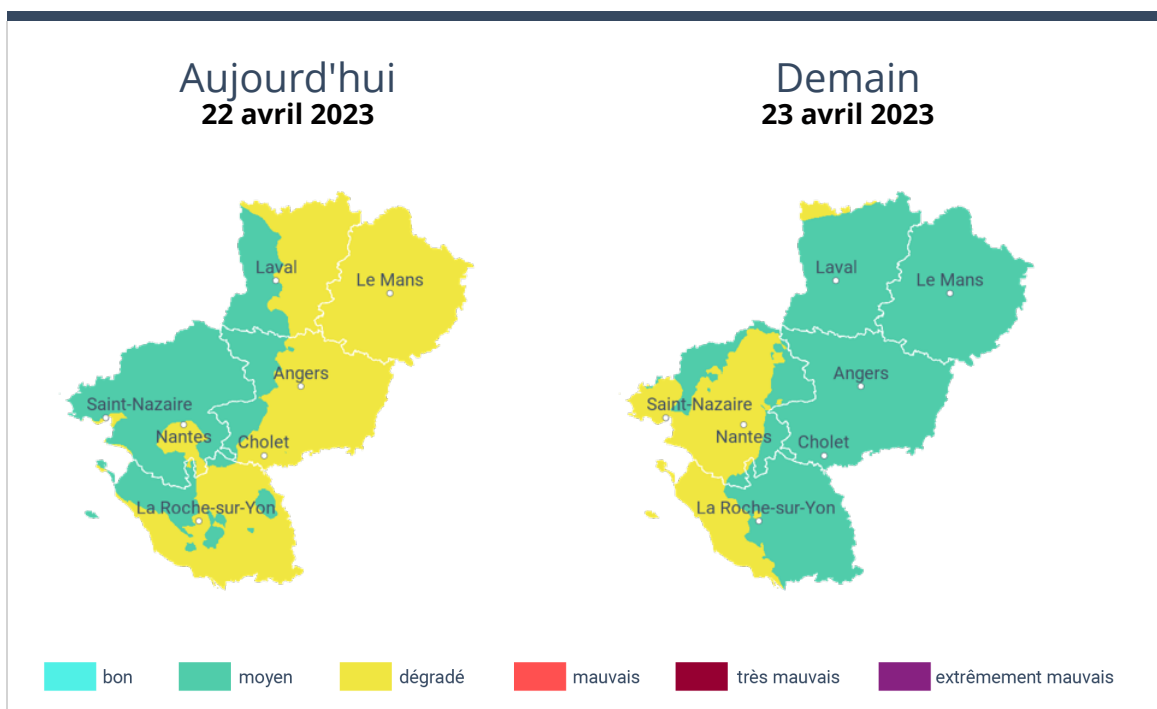 Aujourd'hui
22 avril 2023
Laval
Le Mans
Angers
Saint-Nazaire
Nantes
Cholet
La Roche-sur-Yon
Demain
23 avril 2023
Laval
Le Mans
Angers
Saint-Nazaire
Nantes
Cholet
La Roche-sur-Yon
bon
moyen
dégradé
mauvais
très mauvais
extrêmement mauvais